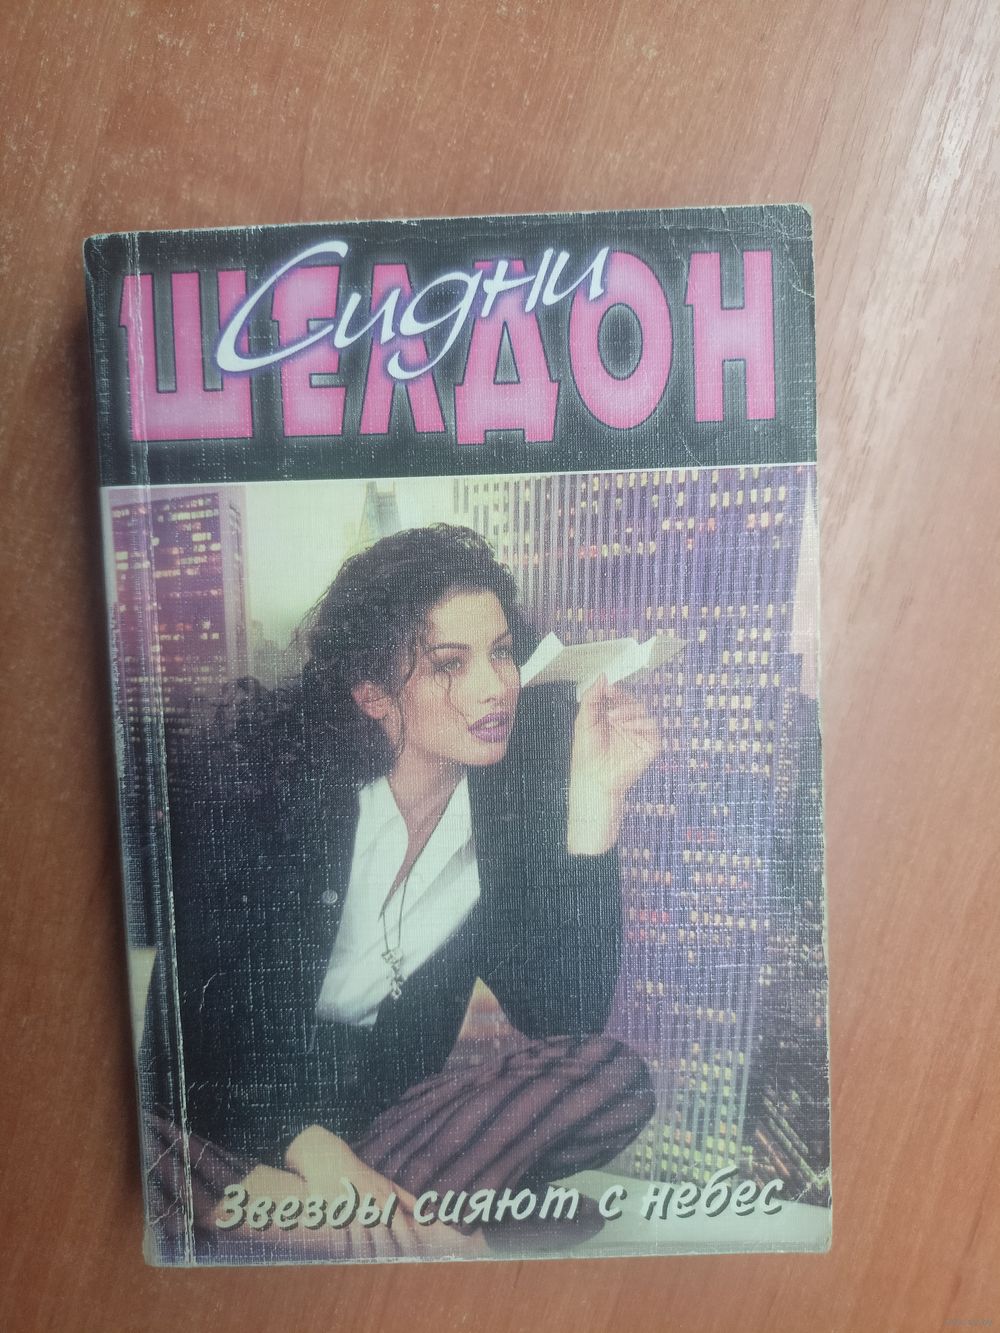 Сидни
ШЕЛДОН
Звезды сияют с небес